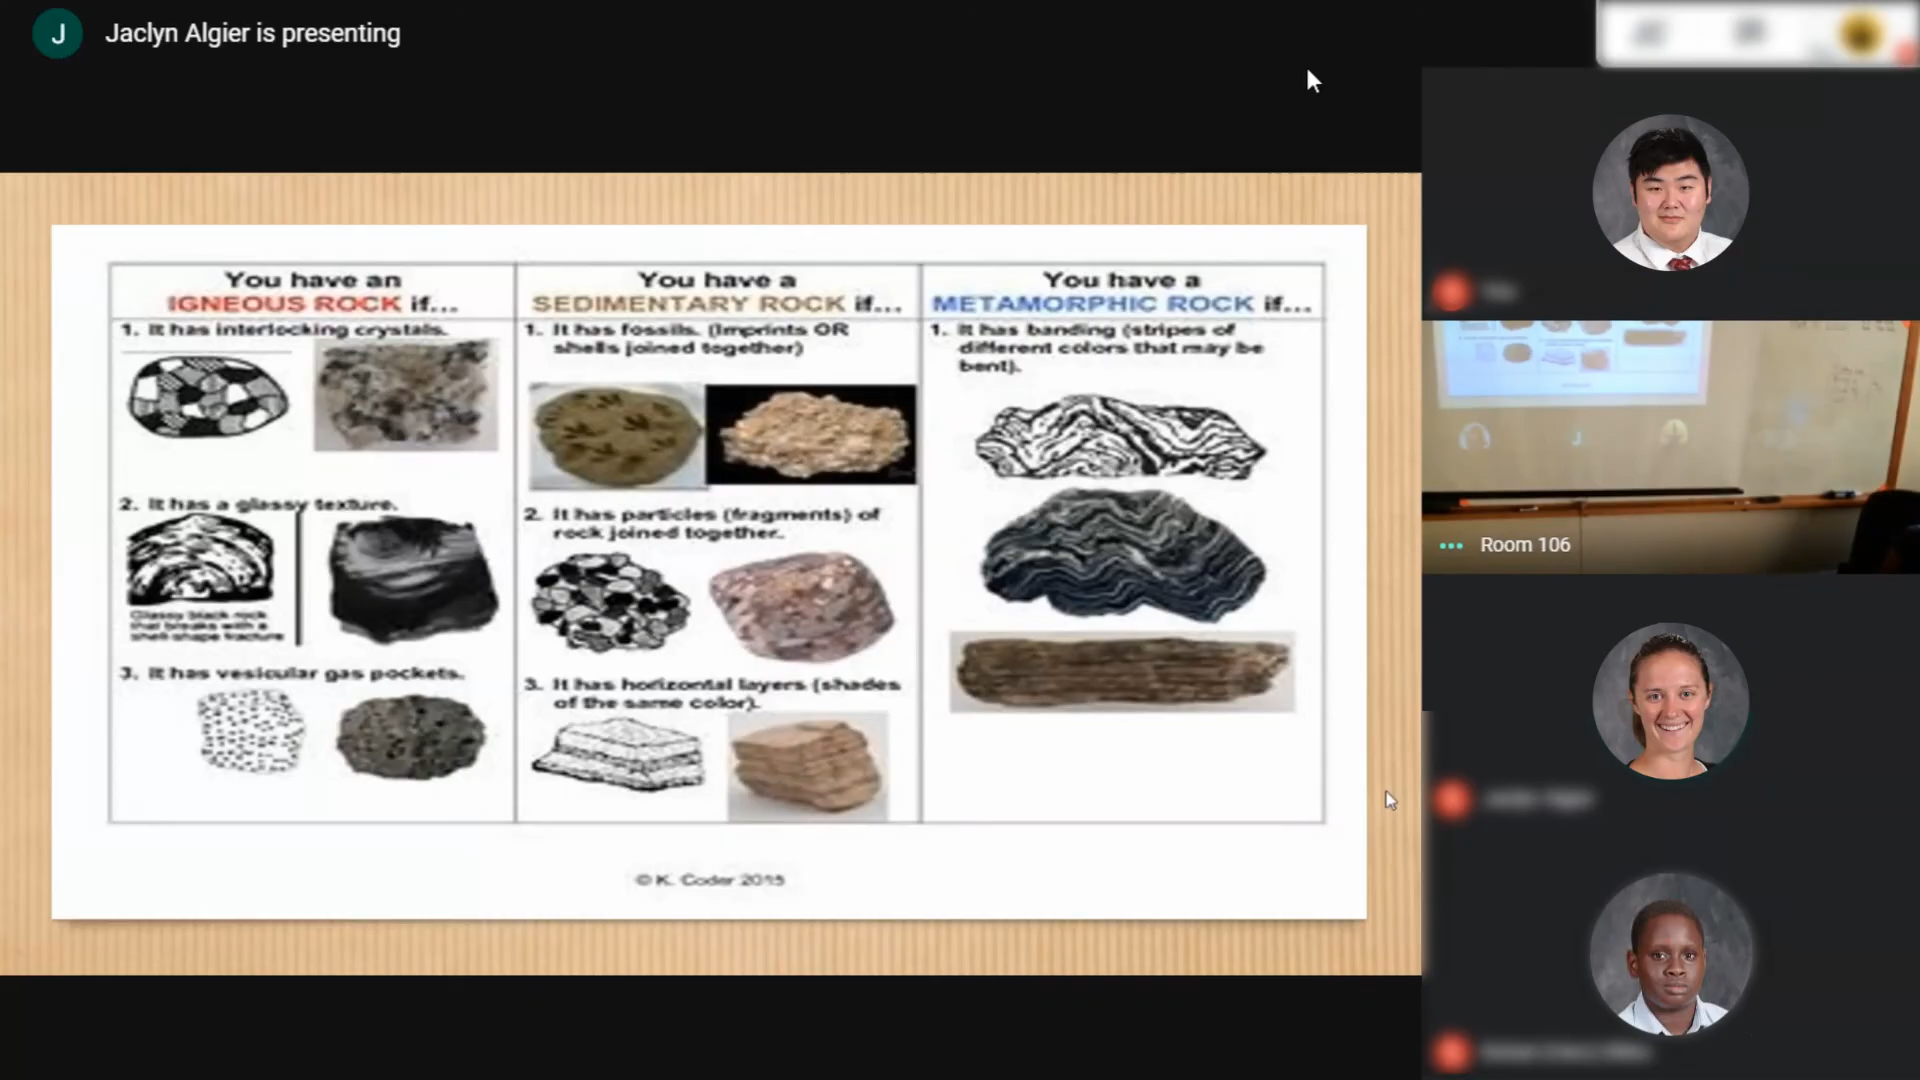 J
Jaclyn Algier is presenting
You have an
IGNEOUS ROCK if...
1. It has interlocking crystals.
2. It has a glassy texture.
Glassy black rock
that breaks with a
shell-shape fracture
3. It has vesicular gas pockets.
You have a
SEDIMENTARY ROCK if...
1. It has fossils. (Imprints OR
shells joined together)
2. It has particles (fragments) of
rock joined together.
3. It has horizontal layers (shades
of the same color).
You have a
METAMORPHIC ROCK if...
1. It has banding (stripes of
different colors that may be
bent).
© K. Coder 2015
J
Room 106